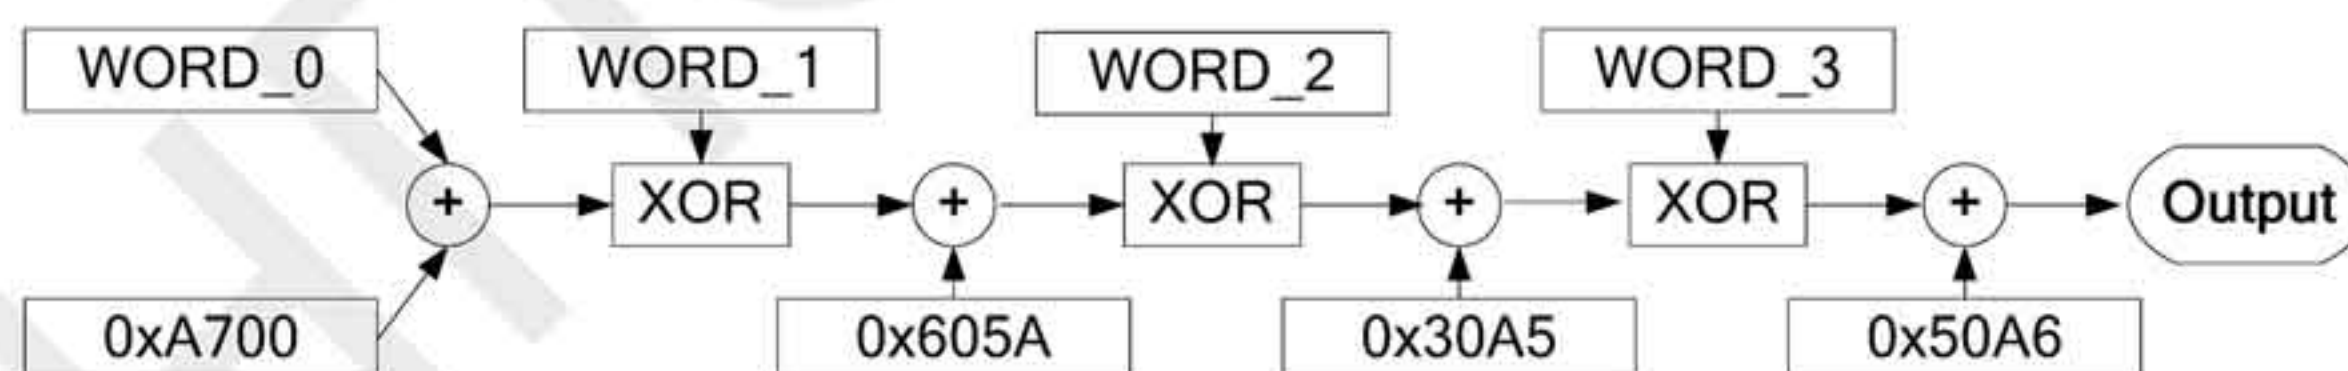 WORD_0 WORD_1 WORD_2 WORD_3
+ XOR + XOR + XOR + Output
0xA700 0x605A 0x30A5 0x50A6